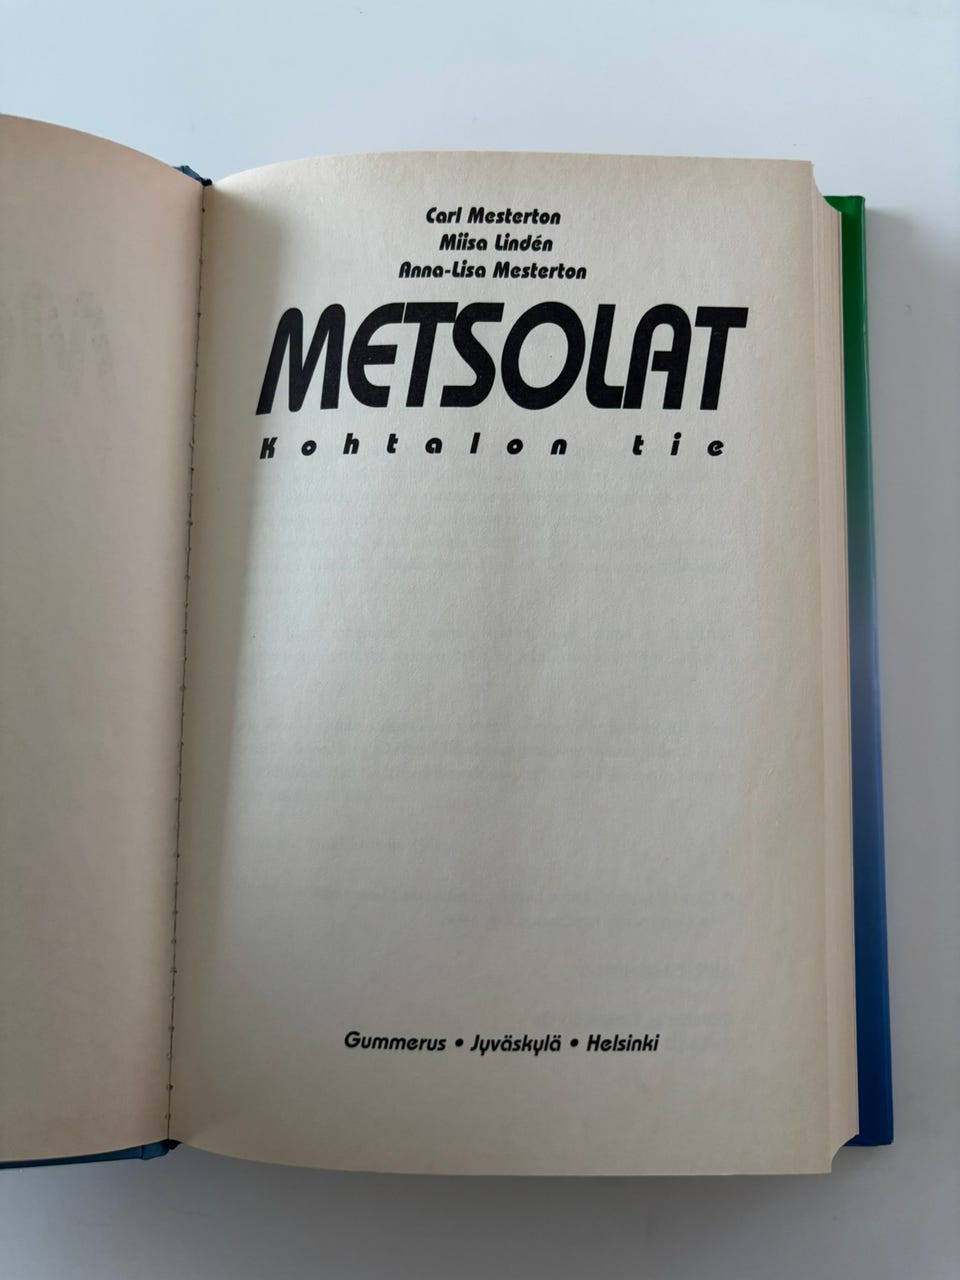 Carl Mesterton
Miisa Lindén
Anna-Lisa Mesterton
METSOLAT
Kohtalon tie
Gummerus • Jyväskylä • Helsinki